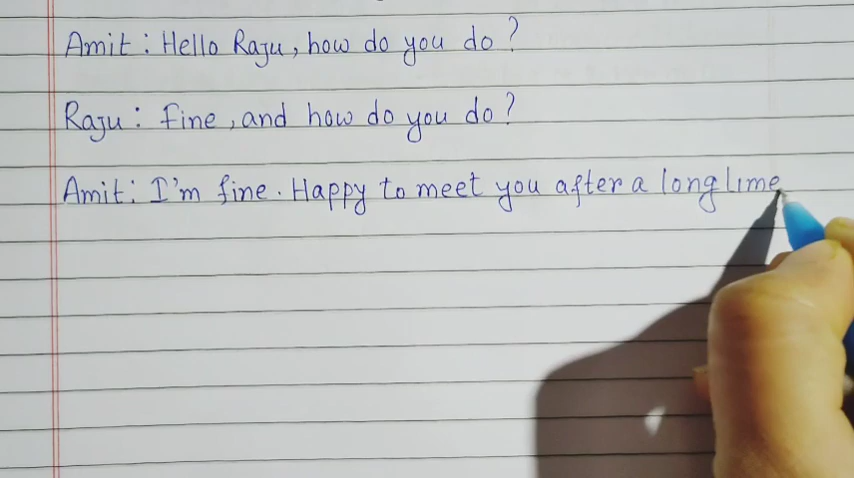 Amit : Hello Raju, how do you do ?
Raju : fine, and how do you do ?
Amit : I'm fine. Happy to meet you after a long lime